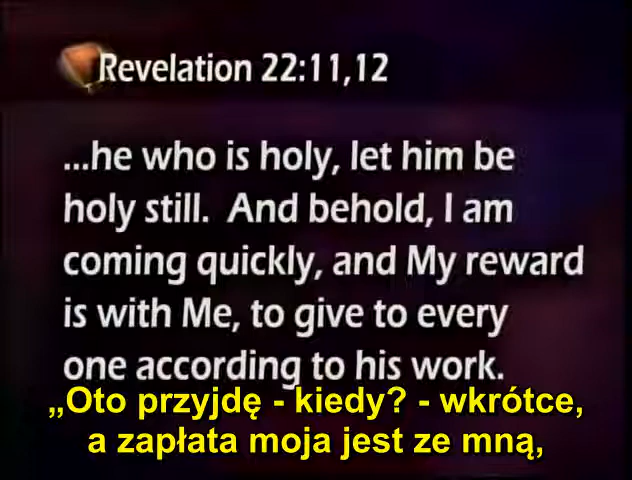 Revelation 22:11,12
...he who is holy, let him be
holy still. And behold, I am
coming quickly, and My reward
is with Me, to give to every
one according to his work.
„Oto przyjdę - kiedy? - wkrótce,
a zapłata moja jest ze mną,